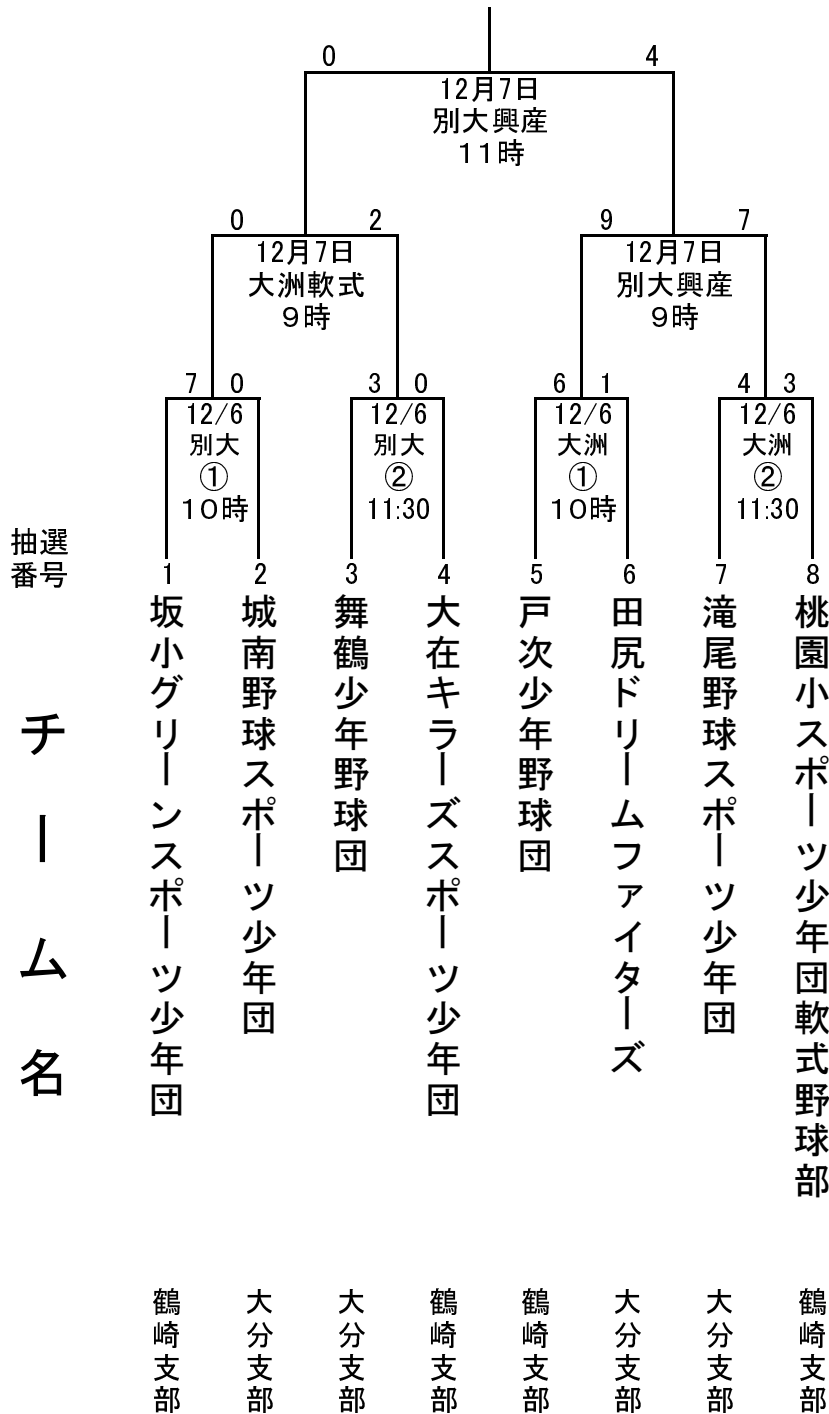 0 4
12月7日
別大興産
11時
0 2
12月7日
大洲軟式
9時
9 7
12月7日
別大興産
9時
7 0
12/6
別大
①
10時
3 0
12/6
別大
②
11:30
6 1
12/6
大洲
①
10時
4 3
12/6
大洲
②
11:30
抽選
番号
1 2 3 4 5 6 7 8
チーム名
坂小グリーンスポーツ少年団
城南野球スポーツ少年団
舞鶴少年野球団
大在キラーズスポーツ少年団
戸次少年野球団
田尻ドリームファイターズ
滝尾野球スポーツ少年団
桃園小スポーツ少年団軟式野球部
鶴崎支部
大分支部
大分支部
鶴崎支部
鶴崎支部
大分支部
大分支部
鶴崎支部